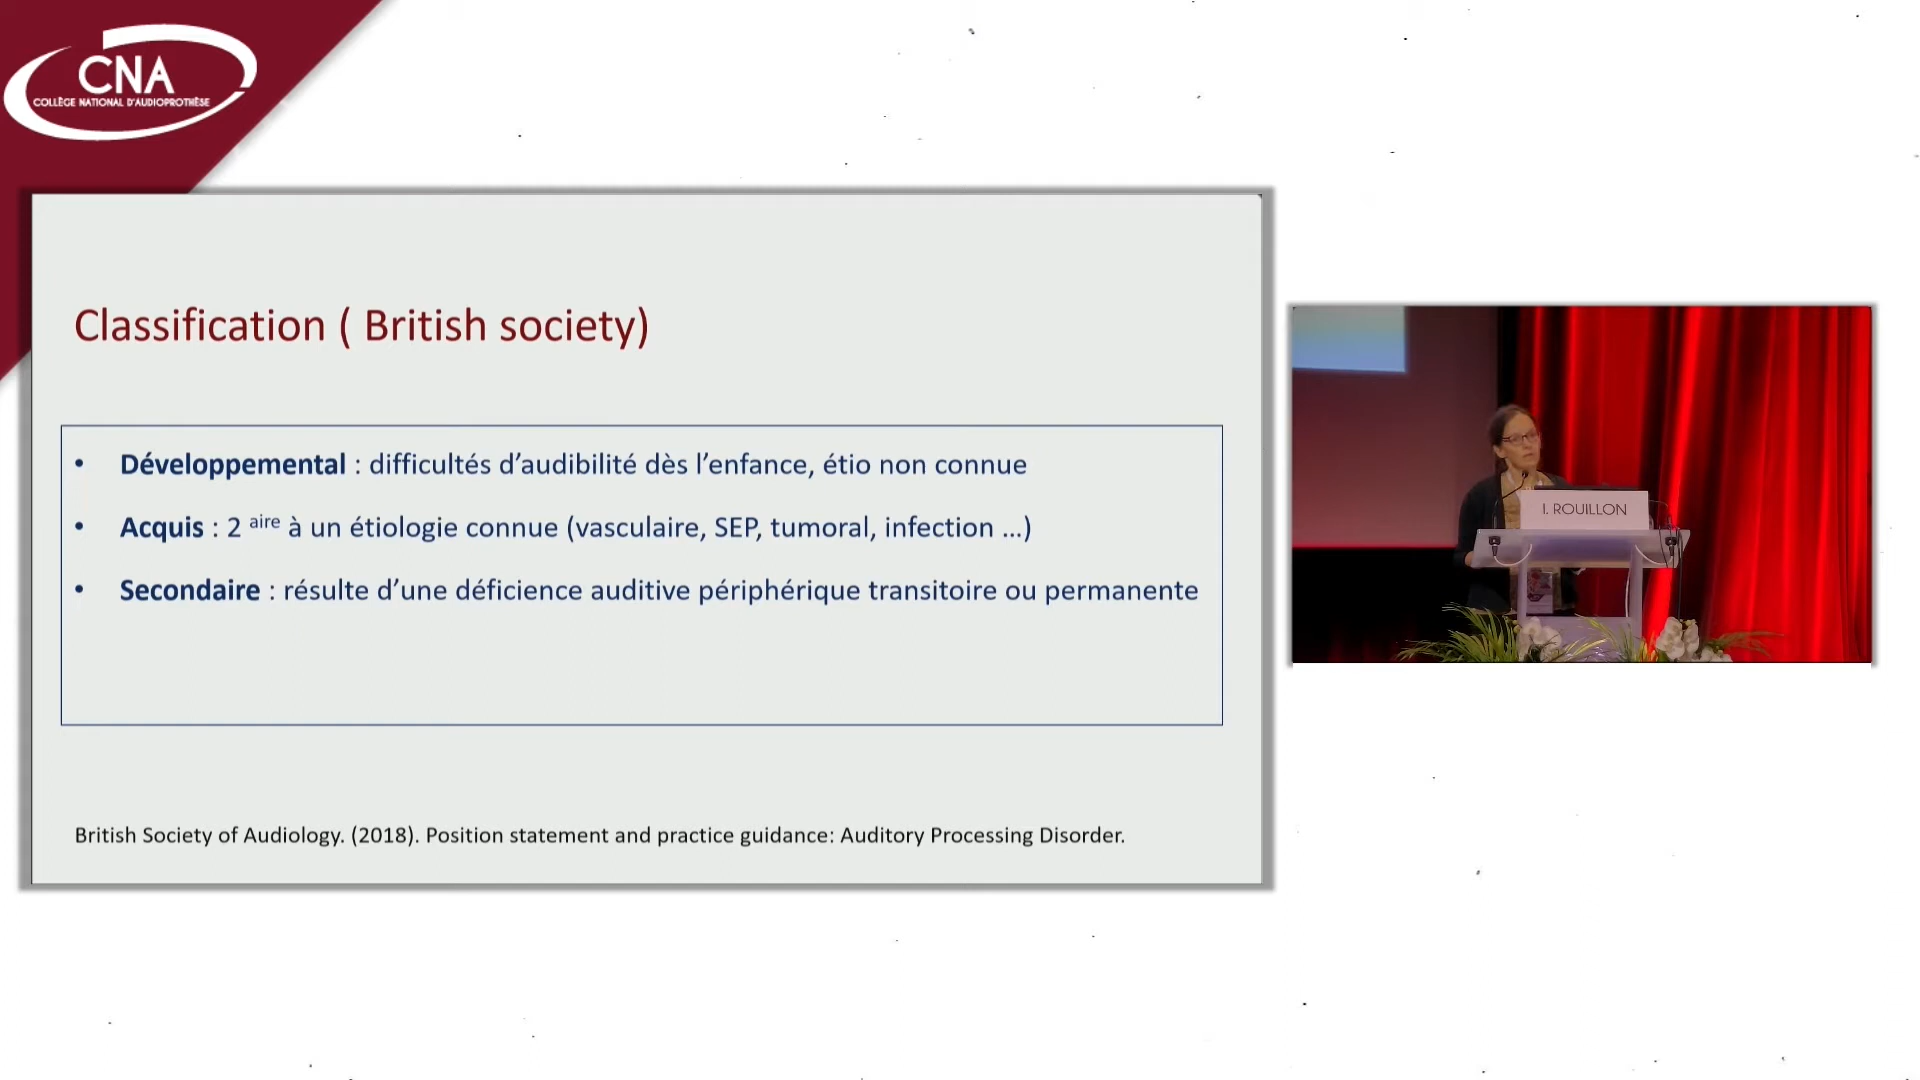 CNA
COLLÈGE NATIONAL D'AUDIOPROTHÈSE
Classification ( British society)
• Développemental : difficultés d’audibilité dès l’enfance, étio non connue
• Acquis : 2 aire à un étiologie connue (vasculaire, SEP, tumoral, infection ...)
• Secondaire : résulte d’une déficience auditive périphérique transitoire ou permanente
British Society of Audiology. (2018). Position statement and practice guidance: Auditory Processing Disorder.
I. ROUILLON